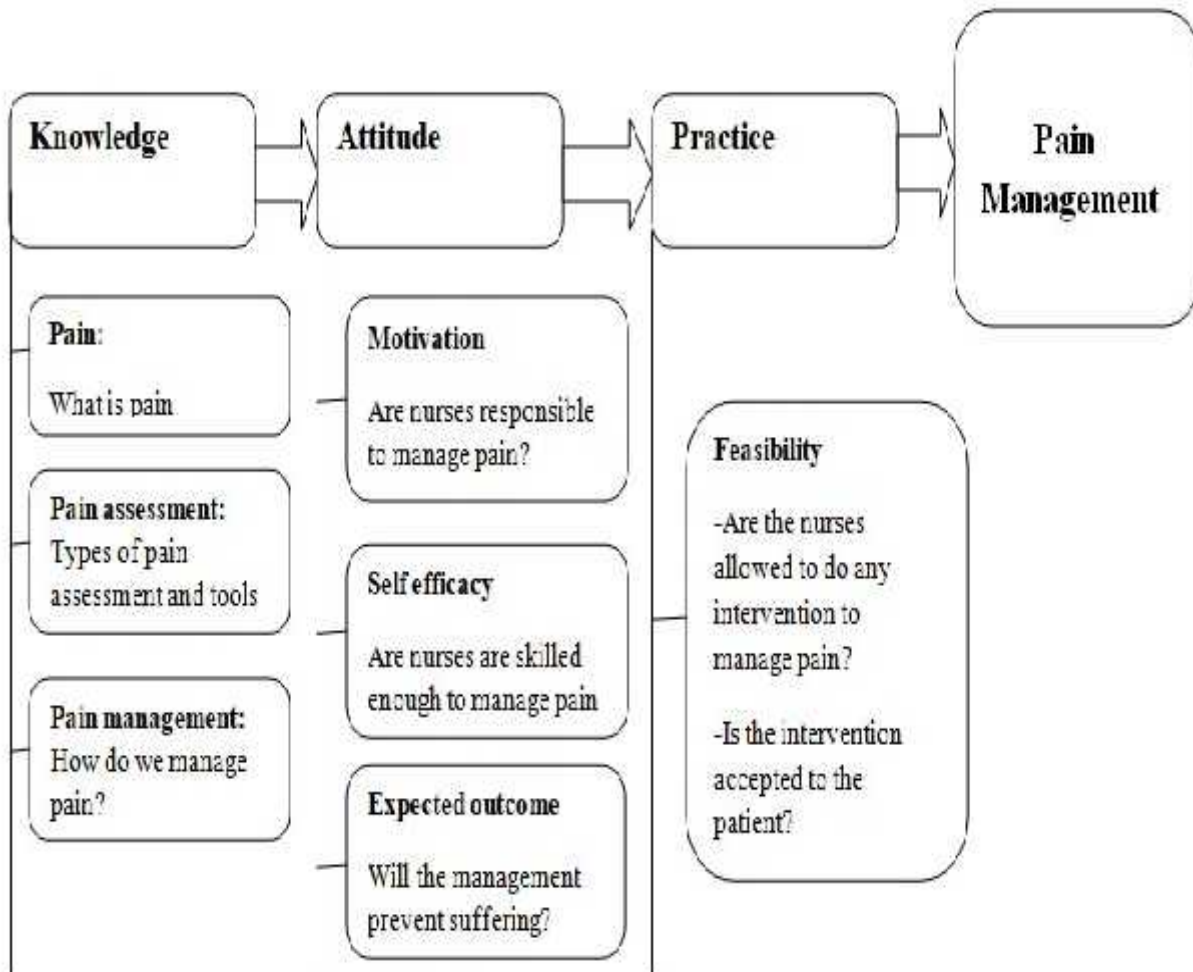 Knowledge
Attitude
Practice
Pain
Management
Pain:
What is pain
Pain assessment:
Types of pain
assessment and tools
Pain management:
How do we manage
pain?
Motivation
Are nurses responsible
to manage pain?
Self efficacy
Are nurses are skilled
enough to manage pain
Expected outcome
Will the management
prevent suffering?
Feasibility
-Are the nurses
allowed to do any
intervention to
manage pain?
-Is the intervention
accepted to the
patient?